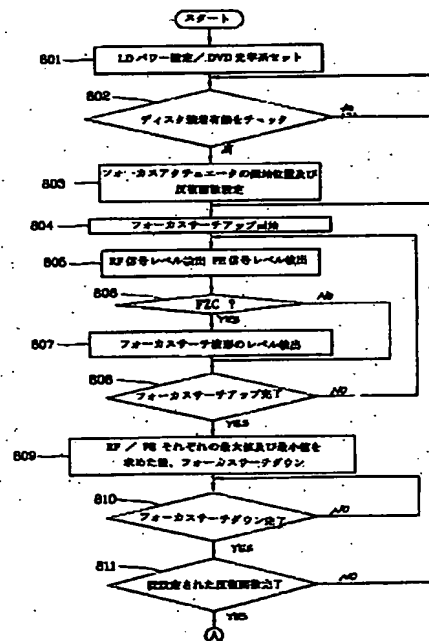 スタート
801
LDパワー設定/DVD光学系セット
802
ディスク装着有無をチェック
無
有
803
フォーカスアクチュエータの開始位置及び
反復回数設定
804
フォーカスサーチアップ開始
805
RF信号レベル検出 FE信号レベル検出
806
FZC ?
NO
YES
807
フォーカスサーチ波形のレベル検出
808
フォーカスサーチアップ完了
NO
YES
809
RF / FE それぞれの最大値及び最小値を
求めた後、フォーカスサーチダウン
810
フォーカスサーチダウン完了
NO
YES
811
設定された反復回数完了
NO
YES
A